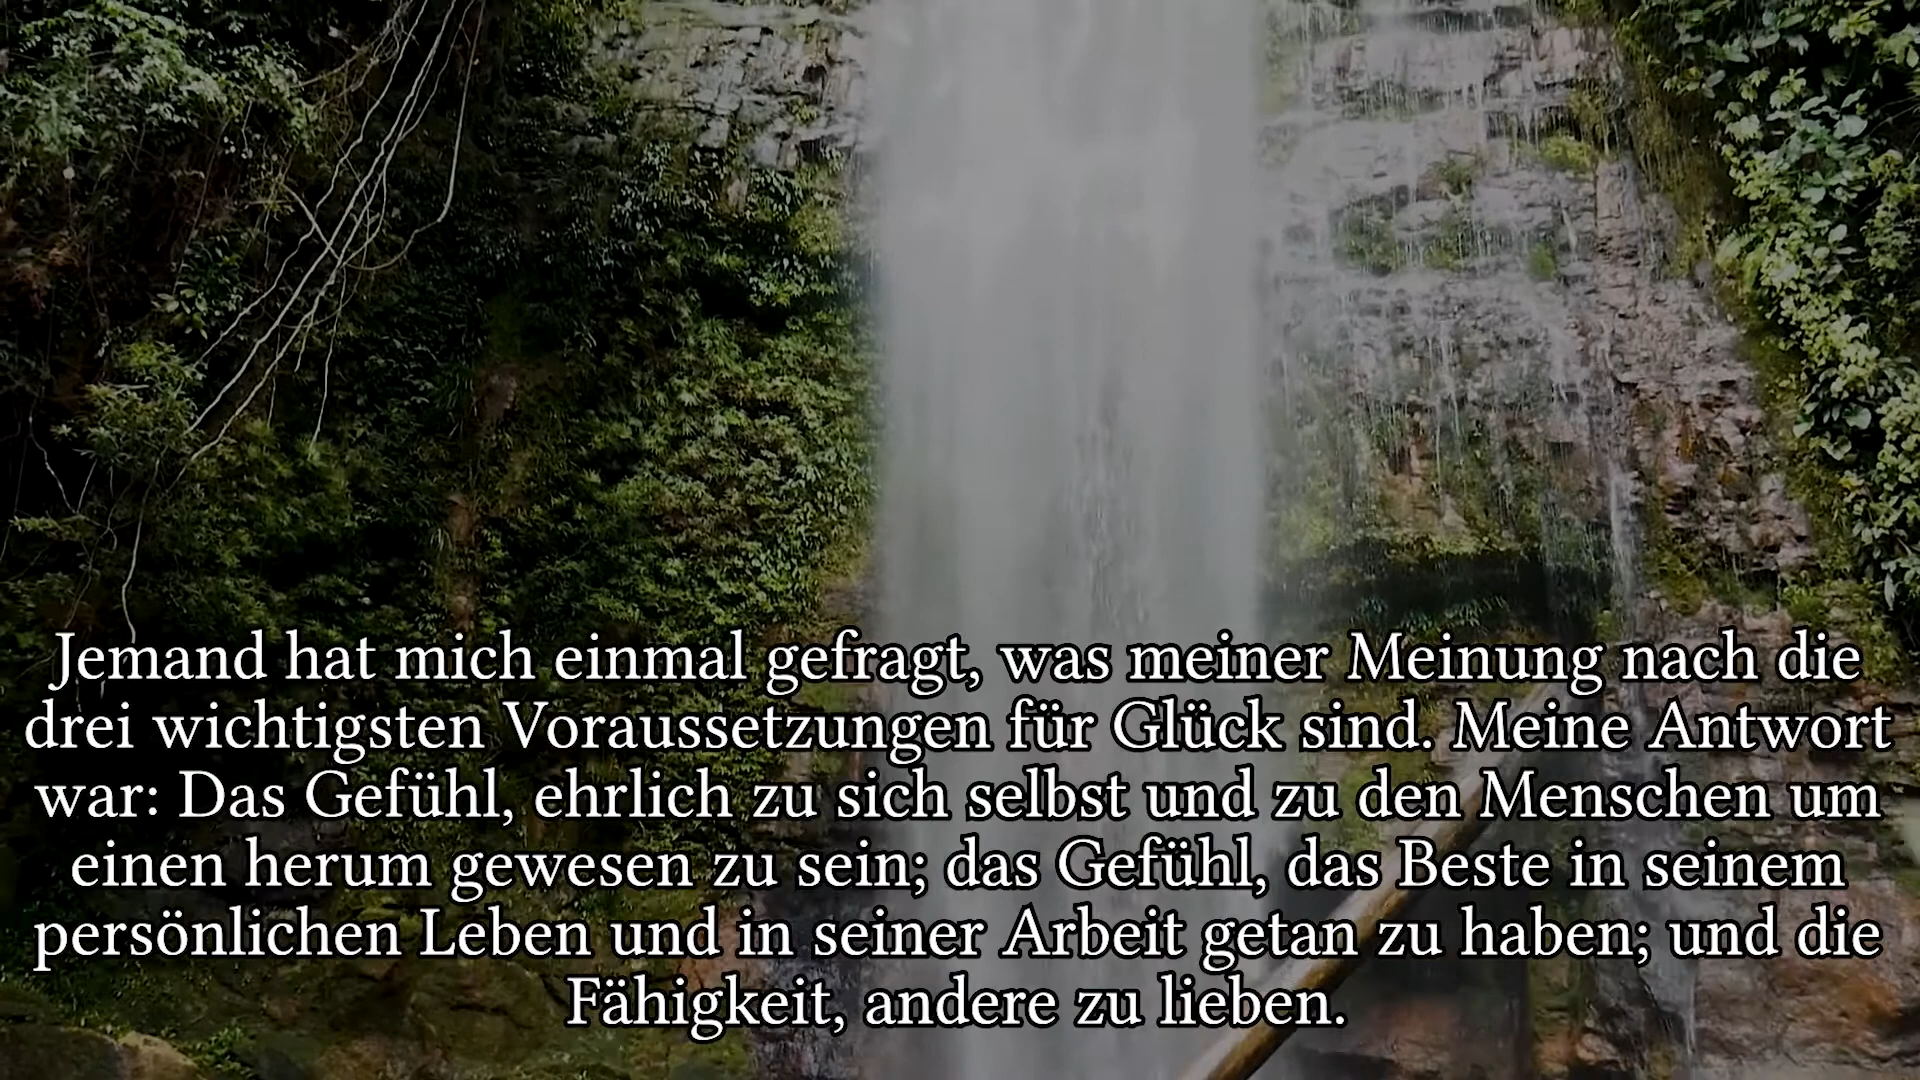 Jemand hat mich einmal gefragt, was meiner Meinung nach die
drei wichtigsten Voraussetzungen für Glück sind. Meine Antwort
war: Das Gefühl, ehrlich zu sich selbst und zu den Menschen um
einen herum gewesen zu sein; das Gefühl, das Beste in seinem
persönlichen Leben und in seiner Arbeit getan zu haben; und die
Fähigkeit, andere zu lieben.